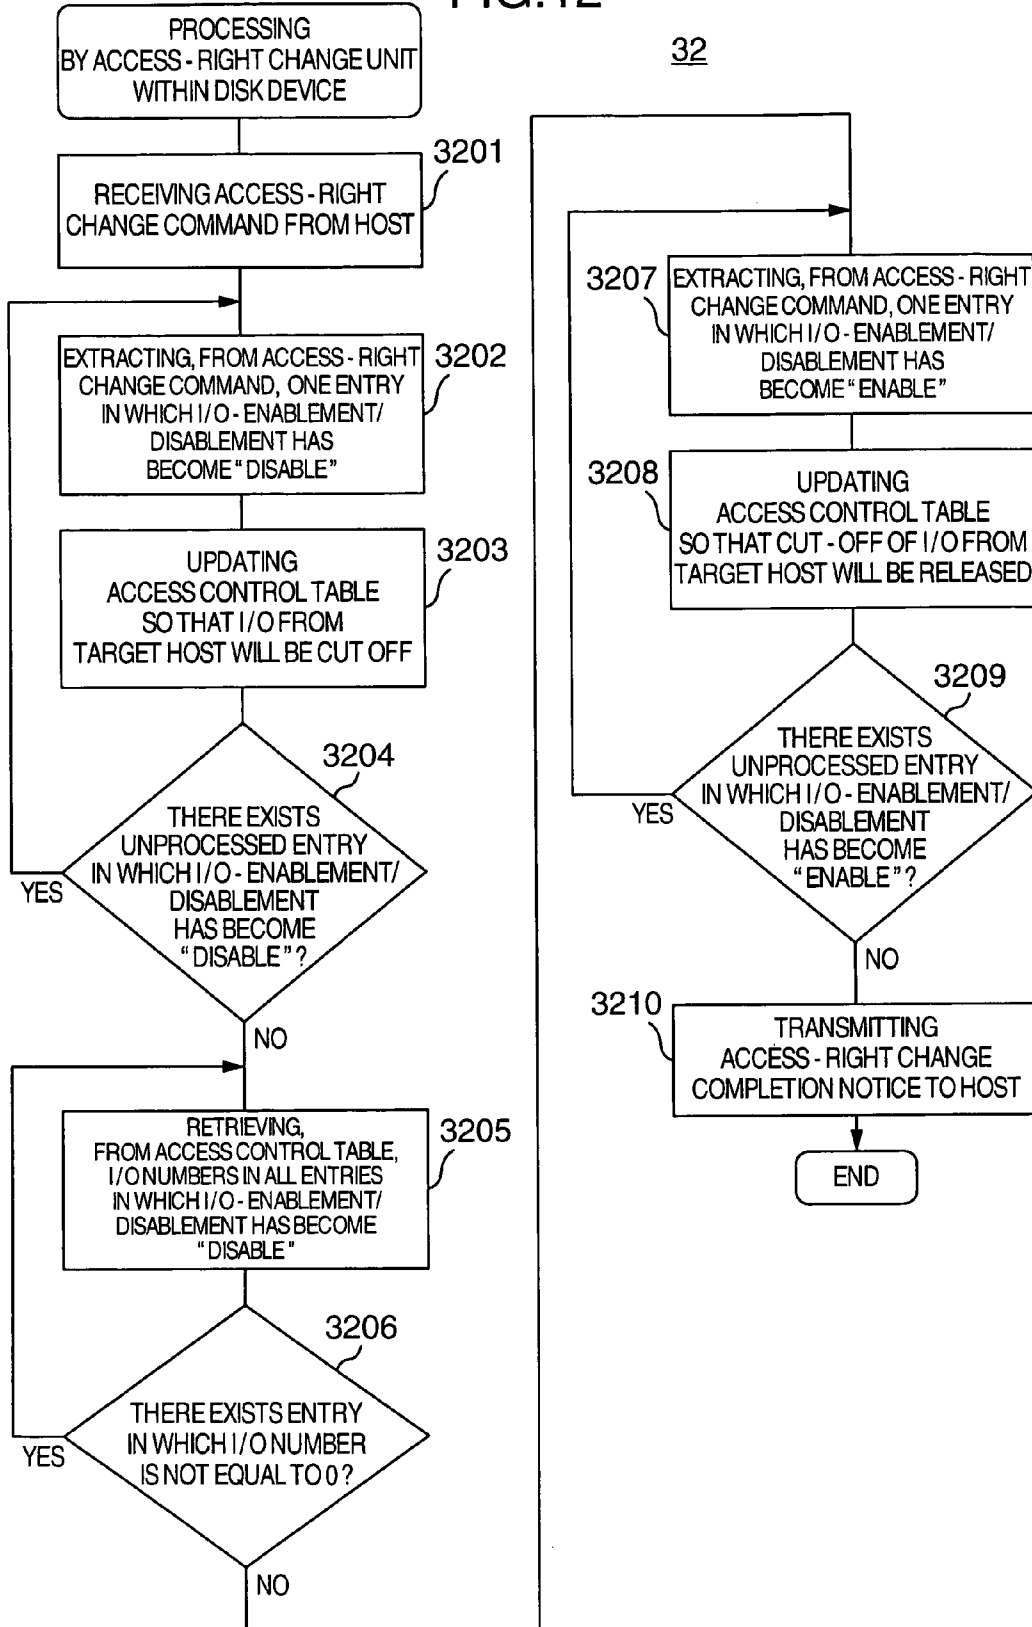 FIG.12
32
PROCESSING
BY ACCESS - RIGHT CHANGE UNIT
WITHIN DISK DEVICE
3201
RECEIVING ACCESS - RIGHT
CHANGE COMMAND FROM HOST
3202
EXTRACTING, FROM ACCESS - RIGHT
CHANGE COMMAND, ONE ENTRY
IN WHICH I/O - ENABLEMENT/
DISABLEMENT HAS
BECOME "DISABLE"
3203
UPDATING
ACCESS CONTROL TABLE
SO THAT I/O FROM
TARGET HOST WILL BE CUT OFF
3204
THERE EXISTS
UNPROCESSED ENTRY
IN WHICH I/O - ENABLEMENT/
DISABLEMENT
HAS BECOME
"DISABLE"?
YES
NO
3205
RETRIEVING,
FROM ACCESS CONTROL TABLE,
I/O NUMBERS IN ALL ENTRIES
IN WHICH I/O - ENABLEMENT/
DISABLEMENT HAS BECOME
"DISABLE"
3206
THERE EXISTS ENTRY
IN WHICH I/O NUMBER
IS NOT EQUAL TO 0?
YES
NO
3207
EXTRACTING, FROM ACCESS - RIGHT
CHANGE COMMAND, ONE ENTRY
IN WHICH I/O - ENABLEMENT/
DISABLEMENT HAS
BECOME "ENABLE"
3208
UPDATING
ACCESS CONTROL TABLE
SO THAT CUT - OFF OF I/O FROM
TARGET HOST WILL BE RELEASED
3209
THERE EXISTS
UNPROCESSED ENTRY
IN WHICH I/O - ENABLEMENT/
DISABLEMENT
HAS BECOME
"ENABLE"?
YES
NO
3210
TRANSMITTING
ACCESS - RIGHT CHANGE
COMPLETION NOTICE TO HOST
END